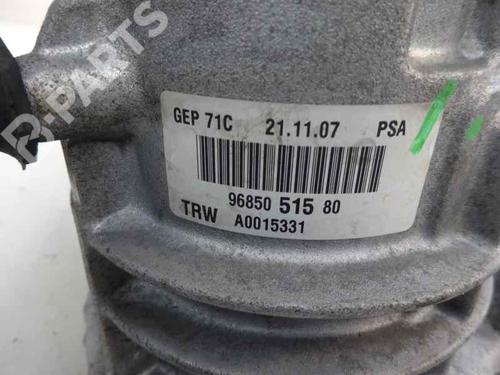 B-PARTS
GEP 71C 21.11.07 PSA
96850 515 80
TRW A0015331